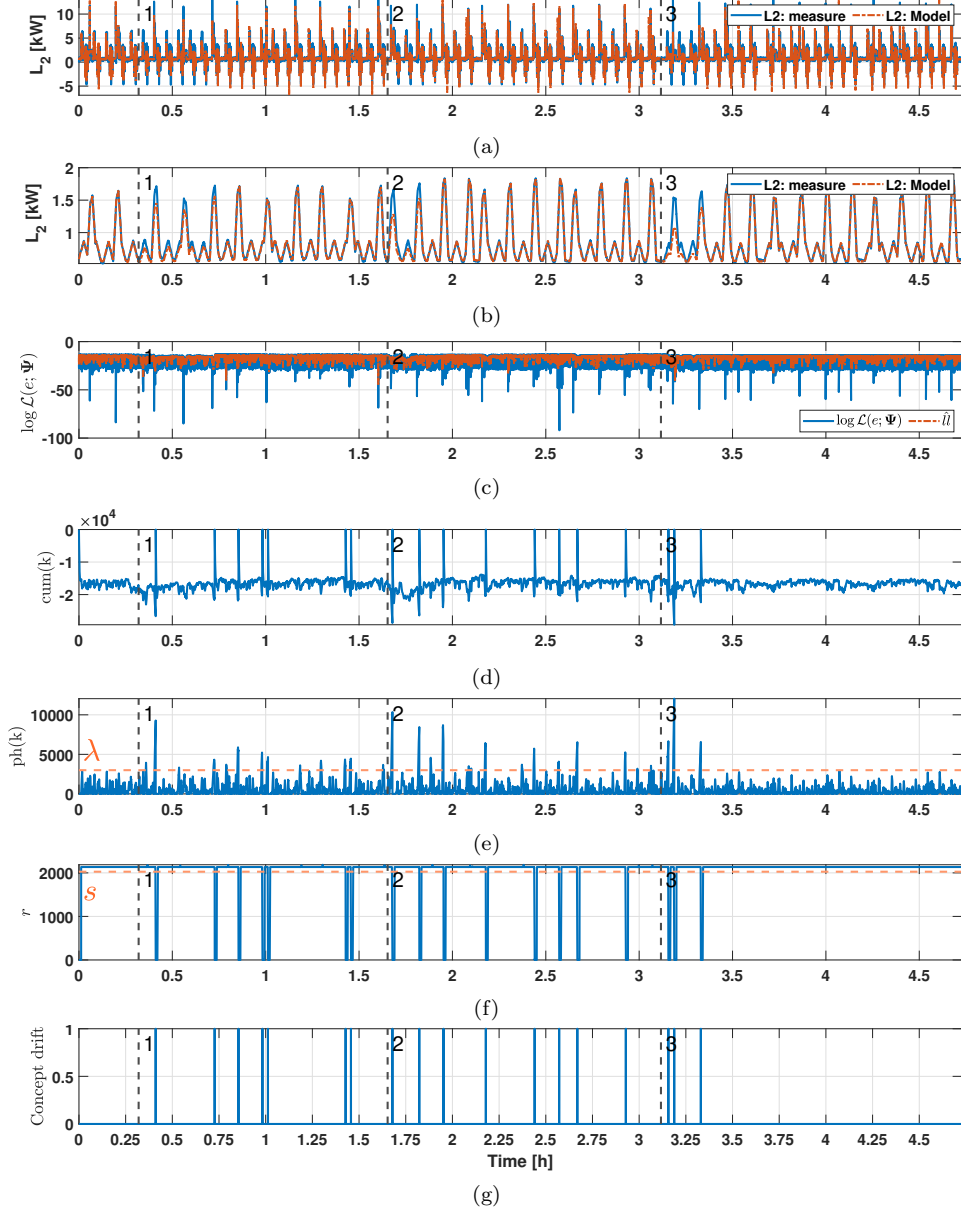 L2: measure L2: Model
1 2 3
L₂ [kW]
10
5
0
-5
0 0.5 1 1.5 2 2.5 3 3.5 4 4.5
(a)
L2: measure L2: Model
1 2 3
L₂ [kW]
2
1.5
1
0 0.5 1 1.5 2 2.5 3 3.5 4 4.5
(b)
1 2 3
log ℒ(e; Ψ)
0
-50
-100
log ℒ(e; Ψ) l̂l
0 0.5 1 1.5 2 2.5 3 3.5 4 4.5
(c)
×10⁴
1 2 3
cum(k)
0
-1
-2
0 0.5 1 1.5 2 2.5 3 3.5 4 4.5
(d)
1 2 3
ph(k)
10000
5000
0
λ
0 0.5 1 1.5 2 2.5 3 3.5 4 4.5
(e)
1 2 3
r
2000
1000
0
s
0 0.5 1 1.5 2 2.5 3 3.5 4 4.5
(f)
1 2 3
Concept drift
1
0.5
0
0 0.25 0.5 0.75 1 1.25 1.5 1.75 2 2.25 2.5 2.75 3 3.25 3.5 3.75 4 4.25 4.5
Time [h]
(g)